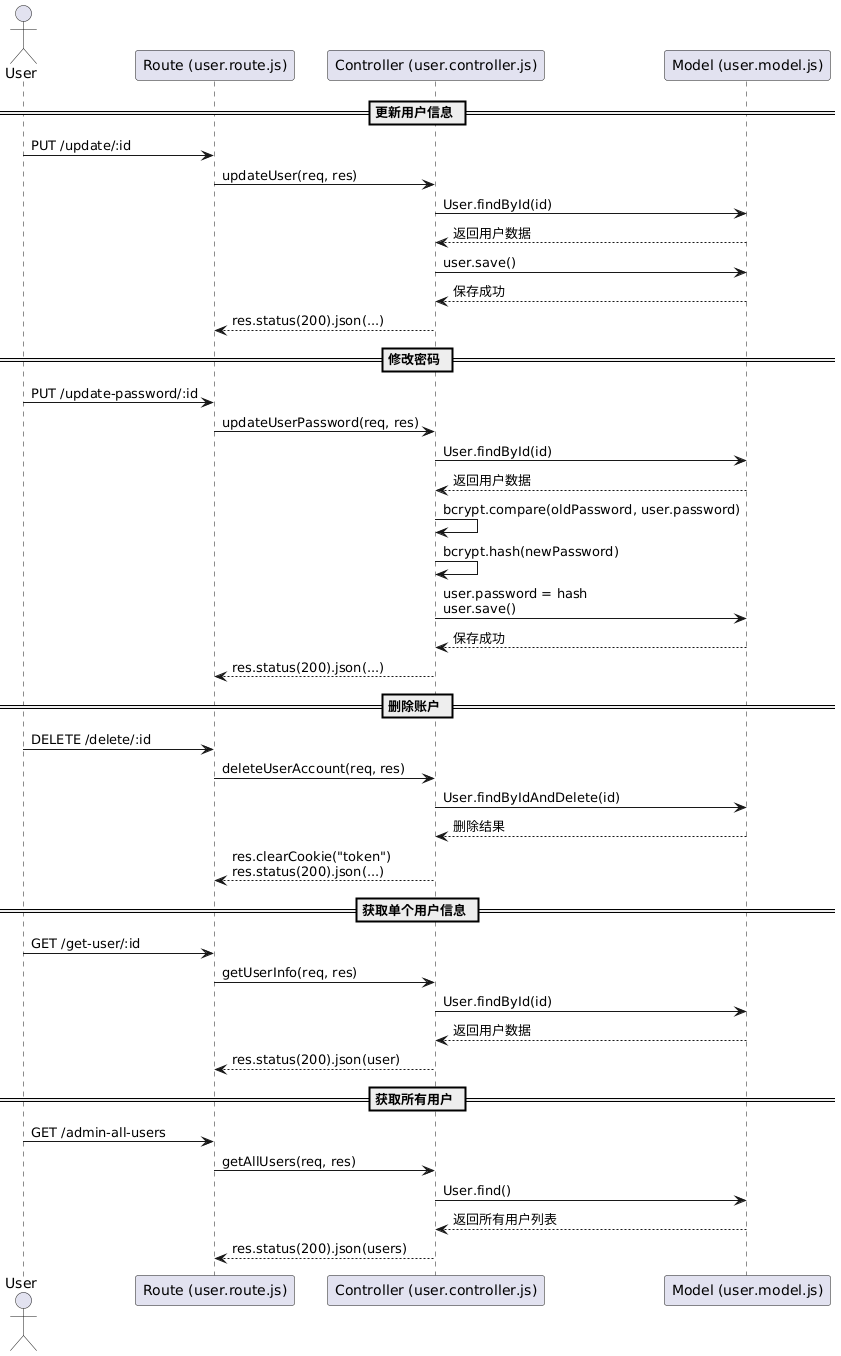 User
Route (user.route.js)
Controller (user.controller.js)
Model (user.model.js)
更新用户信息
PUT /update/:id
updateUser(req, res)
User.findById(id)
返回用户数据
user.save()
保存成功
res.status(200).json(...)
修改密码
PUT /update-password/:id
updateUserPassword(req, res)
User.findById(id)
返回用户数据
bcrypt.compare(oldPassword, user.password)
bcrypt.hash(newPassword)
user.password = hash
user.save()
保存成功
res.status(200).json(...)
删除账户
DELETE /delete/:id
deleteUserAccount(req, res)
User.findByIdAndDelete(id)
删除结果
res.clearCookie("token")
res.status(200).json(...)
获取单个用户信息
GET /get-user/:id
getUserInfo(req, res)
User.findById(id)
返回用户数据
res.status(200).json(user)
获取所有用户
GET /admin-all-users
getAllUsers(req, res)
User.find()
返回所有用户列表
res.status(200).json(users)
User
Route (user.route.js)
Controller (user.controller.js)
Model (user.model.js)